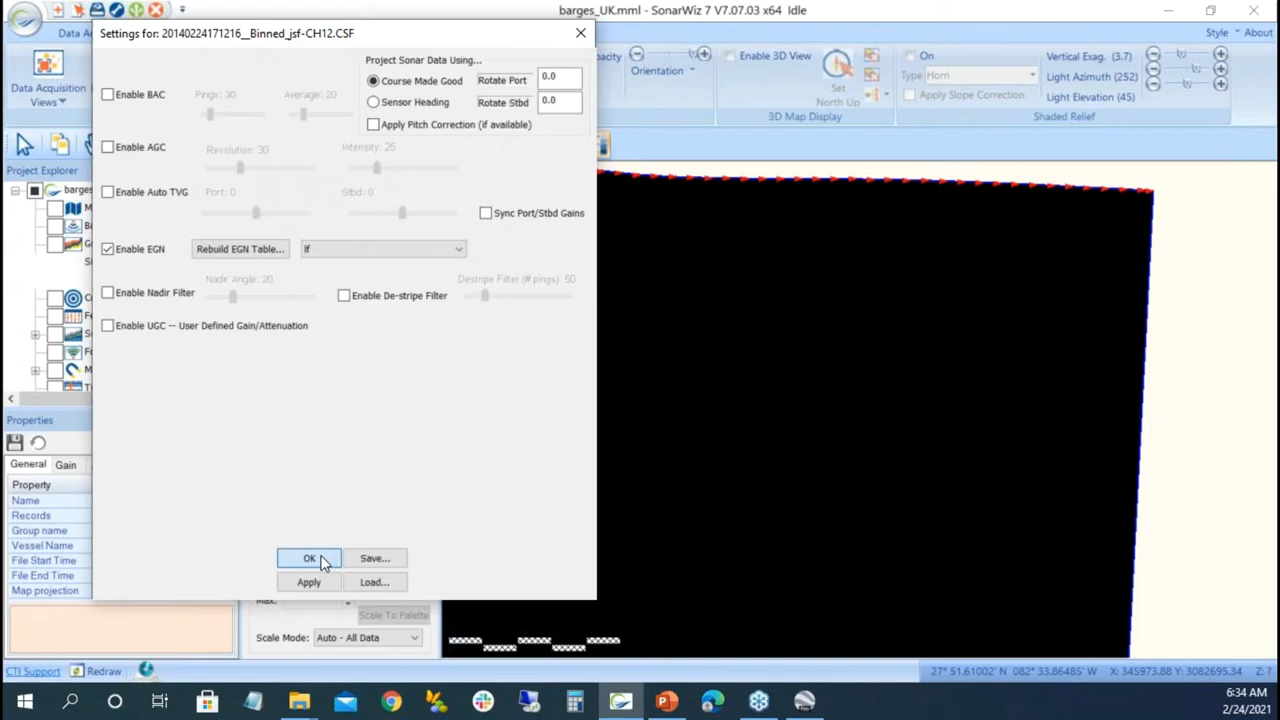 barges_UK.mml - SonarWiz 7 V7.07.03 x64 Idle
Style
About
Data A
Settings for: 20140224171216__Binned_jsf-CH12.CSF
Project Sonar Data Using...
Enable BAC
Pings: 30
Average: 20
Course Made Good
Rotate Port
0.0
Sensor Heading
Rotate Stbd
0.0
Apply Pitch Correction (if available)
Enable AGC
Resolution: 30
Intensity: 25
Enable Auto TVG
Port: 0
Stbd: 0
Sync Port/Stbd Gains
Enable EGN
Rebuild EGN Table...
lf
Nadir Angle: 20
Destripe Filter (# pings): 50
Enable Nadir Filter
Enable De-stripe Filter
Enable UGC -- User Defined Gain/Attenuation
OK
Save...
Apply
Load...
Data Acquisition
Views
pacity
Orientation
Enable 3D View
Set
North Up
3D Map Display
On
Type
Horn
Apply Slope Correction
Vertical Exag. (3.7)
Light Azimuth (252)
Light Elevation (45)
Shaded Relief
Project Explorer
barges
Properties
General
Gain
Property
Name
Records
Group name
Vessel Name
File Start Time
File End Time
Map projection
Max:
Scale To Palette
Scale Mode:
Auto - All Data
CTI Support
Redraw
27° 51.61002' N 082° 33.86485' W
X: 345973.88 Y: 3082695.34
Z: ?
6:34 AM
2/24/2021